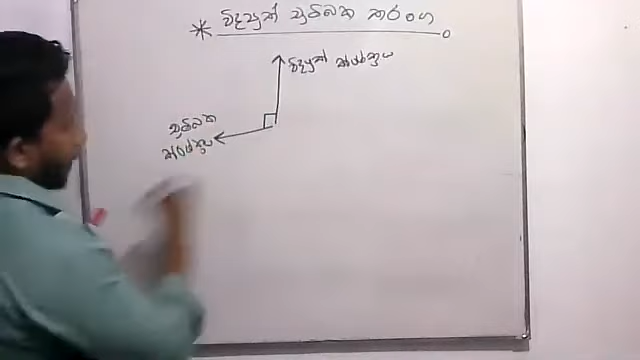 * විද්‍යුත් චුම්බක තරංග
විද්‍යුත් ක්ෂේත්‍රය
චුම්බක
ක්ෂේත්‍රය